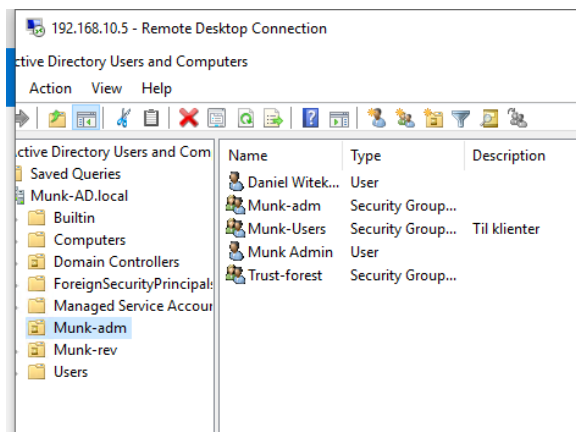 192.168.10.5 - Remote Desktop Connection
ctive Directory Users and Computers
Action View Help
ctive Directory Users and Com
Saved Queries
Munk-AD.local
Builtin
Computers
Domain Controllers
ForeignSecurityPrincipals
Managed Service Accour
Munk-adm
Munk-rev
Users
Name Type Description
Daniel Witek... User
Munk-adm Security Group...
Munk-Users Security Group... Til klienter
Munk Admin User
Trust-forest Security Group...